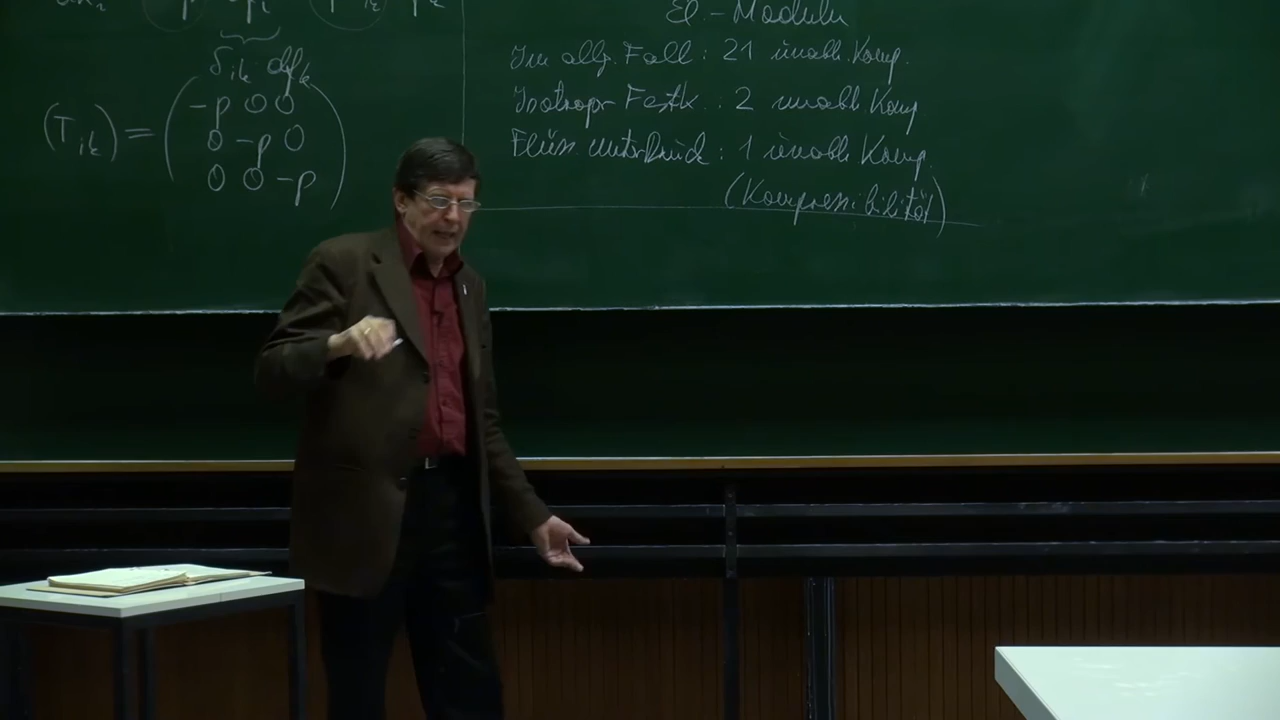 δik dfk
(Tik) = ( -p 0 0
0 -p 0
0 0 -p )
El.-Moduln
Im allg. Fall : 21 unabh. Komp.
Isotroper Festk. : 2 unabh Komp
Flüss. unter Druck : 1 unabh. Komp.
(Kompressibilität)